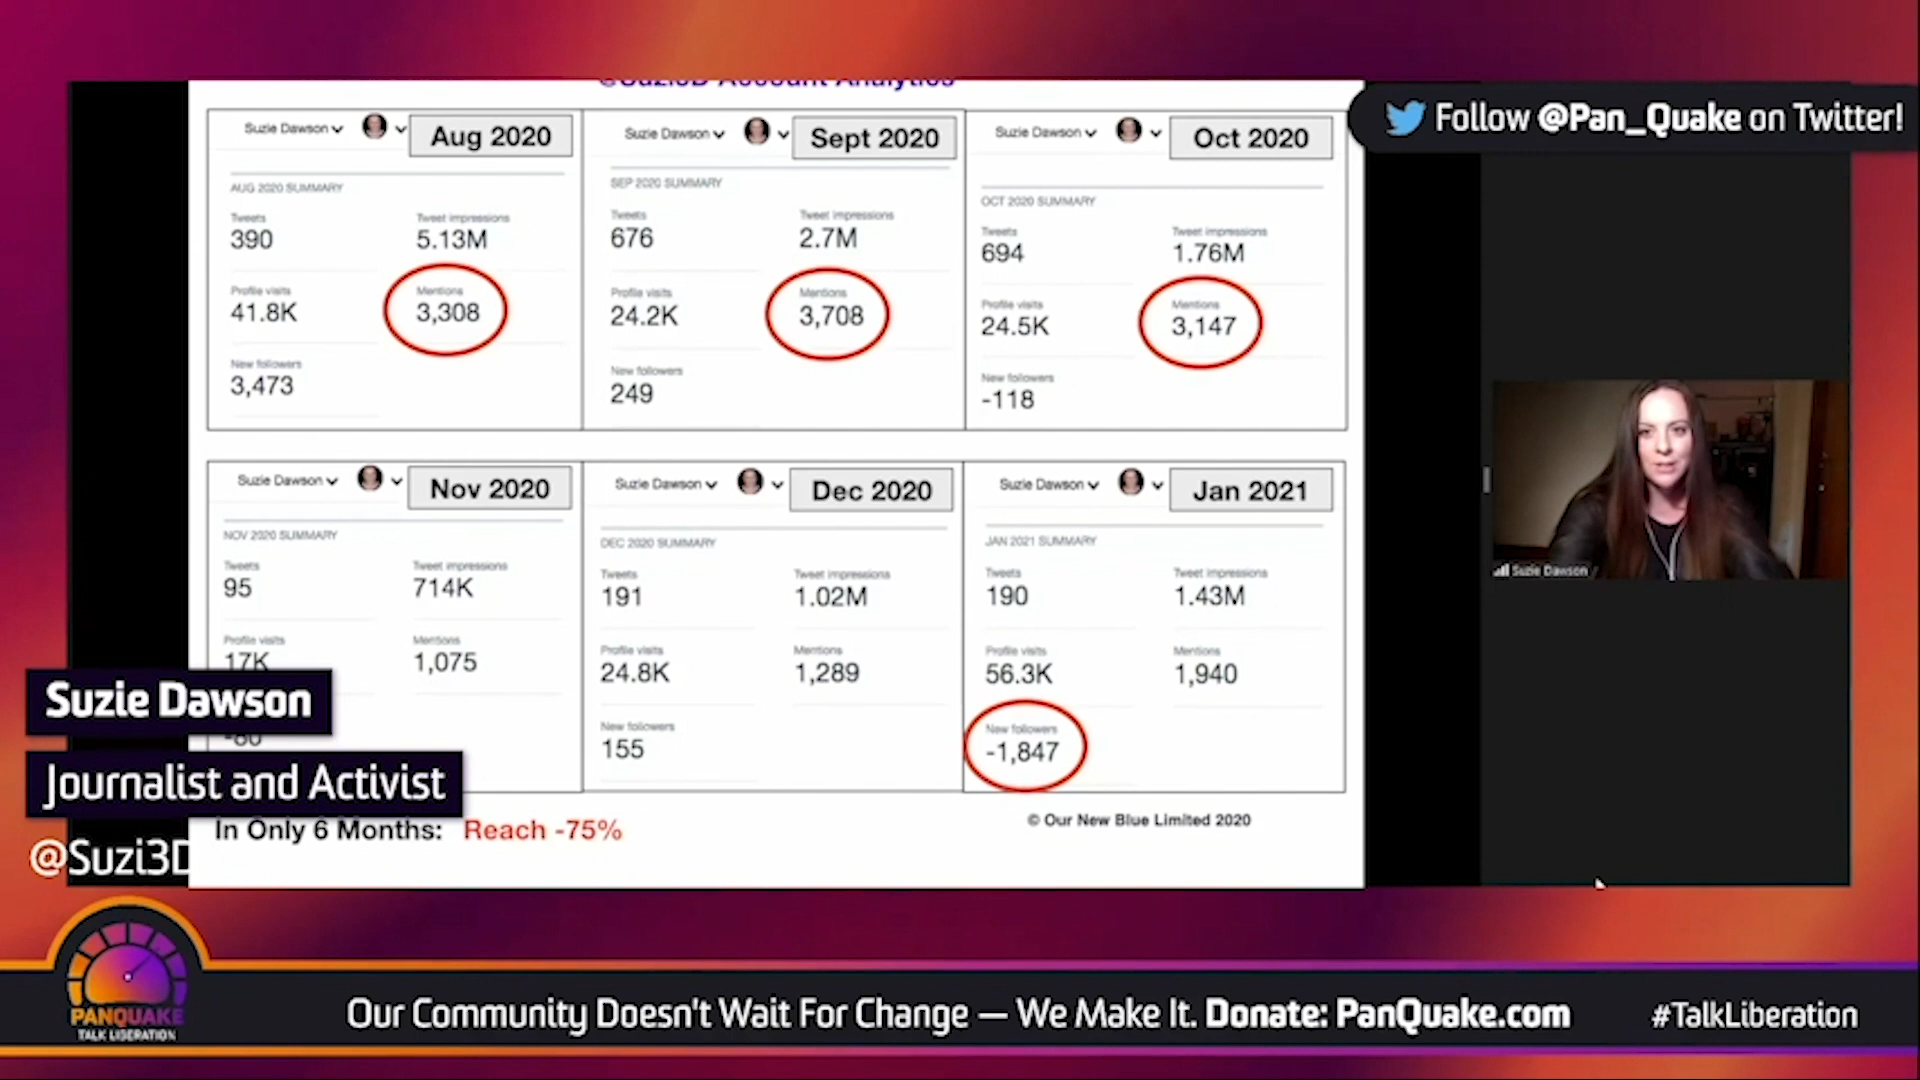 @Suzi3D Account Analytics
Follow @Pan_Quake on Twitter!
Suzie Dawson
Aug 2020
AUG 2020 SUMMARY
Tweets
Tweet impressions
390
5.13M
Profile visits
Mentions
41.8K
3,308
New followers
3,473
Suzie Dawson
Sept 2020
SEP 2020 SUMMARY
Tweets
Tweet impressions
676
2.7M
Profile visits
Mentions
24.2K
3,708
New followers
249
Suzie Dawson
Oct 2020
OCT 2020 SUMMARY
Tweets
Tweet impressions
694
1.76M
Profile visits
Mentions
24.5K
3,147
New followers
-118
Suzie Dawson
Nov 2020
NOV 2020 SUMMARY
Tweets
Tweet impressions
95
714K
Profile visits
Mentions
17K
1,075
-80
Suzie Dawson
Dec 2020
DEC 2020 SUMMARY
Tweets
Tweet impressions
191
1.02M
Profile visits
Mentions
24.8K
1,289
New followers
155
Suzie Dawson
Jan 2021
JAN 2021 SUMMARY
Tweets
Tweet impressions
190
1.43M
Profile visits
Mentions
56.3K
1,940
New followers
-1,847
In Only 6 Months: Reach -75%
© Our New Blue Limited 2020
Suzie Dawson
Suzie Dawson
Journalist and Activist
@Suzi3D
PANQUAKE
TALK LIBERATION
Our Community Doesn't Wait For Change — We Make It. Donate: PanQuake.com
#TalkLiberation